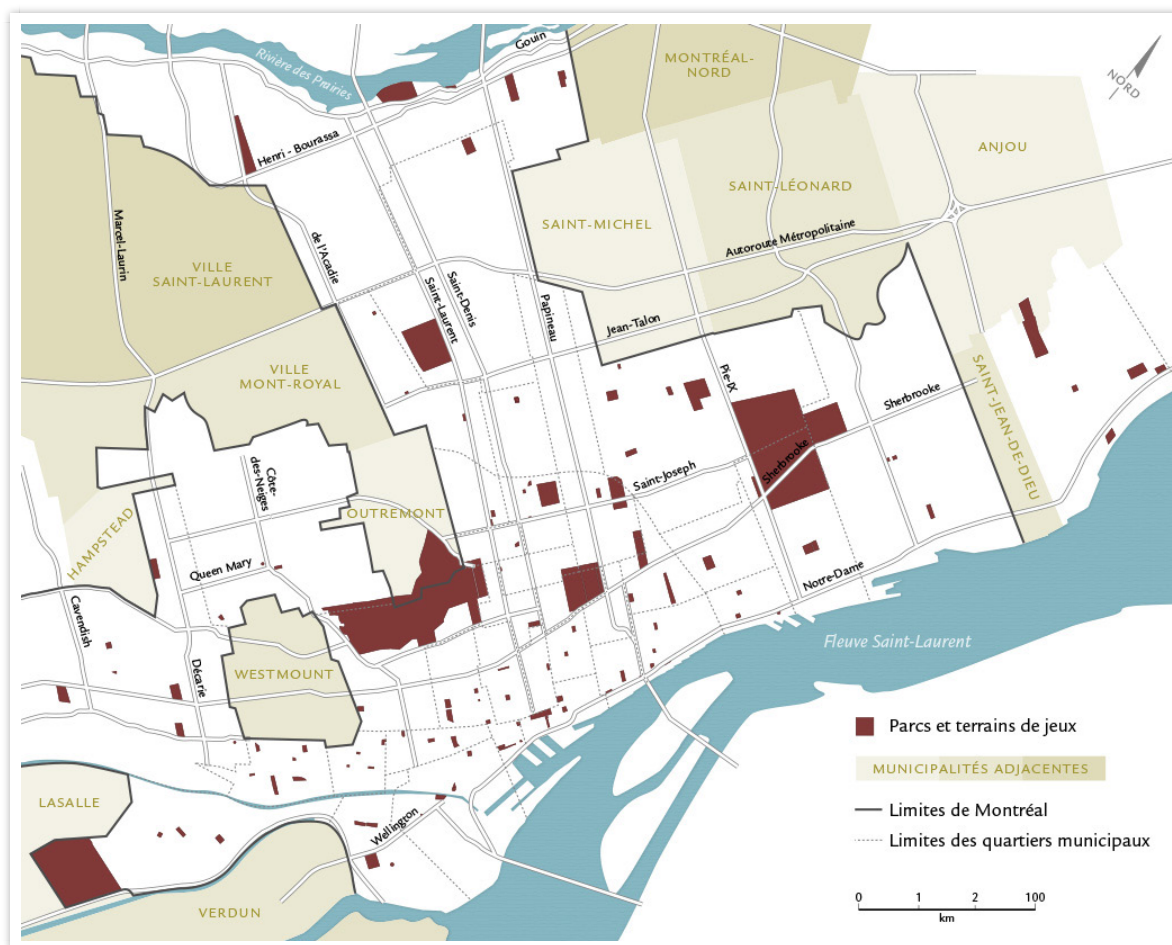 Gouin
Rivière des Prairies
MONTRÉAL-
NORD
NORD
Henri - Bourassa
ANJOU
SAINT-LÉONARD
SAINT-MICHEL
Marcel-Laurin
de l'Acadie
Autoroute Métropolitaine
VILLE
SAINT-LAURENT
Saint-Laurent
Saint-Denis
Papineau
Jean-Talon
VILLE
MONT-ROYAL
Pie-IX
SAINT-JEAN-DE-DIEU
Sherbrooke
Côte-
des-Neiges
Saint-Joseph
Sherbrooke
OUTREMONT
HAMPSTEAD
Queen Mary
Notre-Dame
Cavendish
Décarie
WESTMOUNT
Fleuve Saint-Laurent
Parcs et terrains de jeux
MUNICIPALITÉS ADJACENTES
LASALLE
Limites de Montréal
Wellington
Limites des quartiers municipaux
VERDUN
0 1 2 100
km